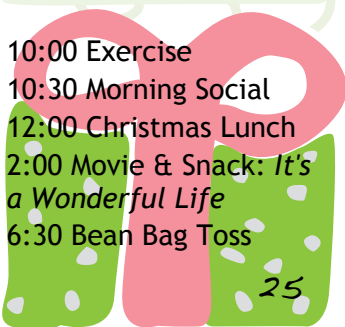 10:00 Exercise
10:30 Morning Social
12:00 Christmas Lunch
2:00 Movie & Snack: It's
a Wonderful Life
6:30 Bean Bag Toss
25